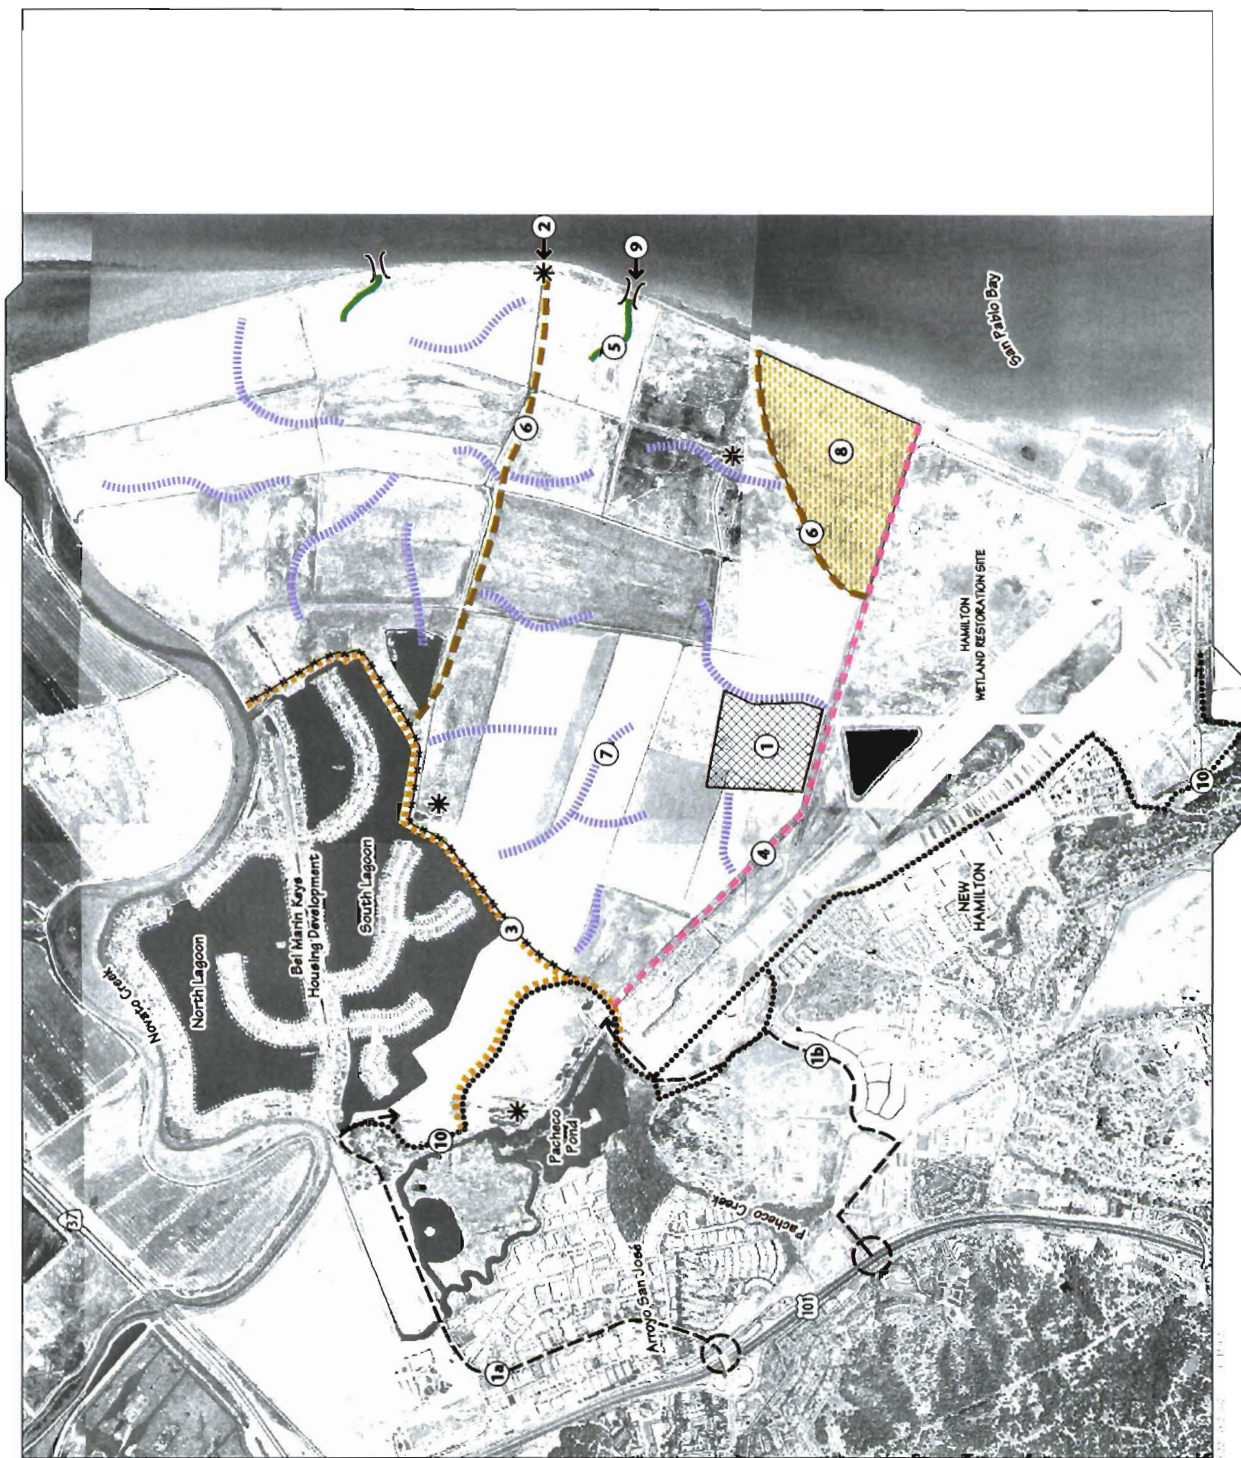 37
Novato Creek
North Lagoon
Bel Marin Keys
Housing Development
South Lagoon
2
9
5
6
3
10
7
Pacheco
Pond
1a
Arroyo San José
Pacheco Creek
101
1b
4
1
6
8
San Pablo Bay
HAMILTON
WETLAND RESTORATION SITE
NEW
HAMILTON
10